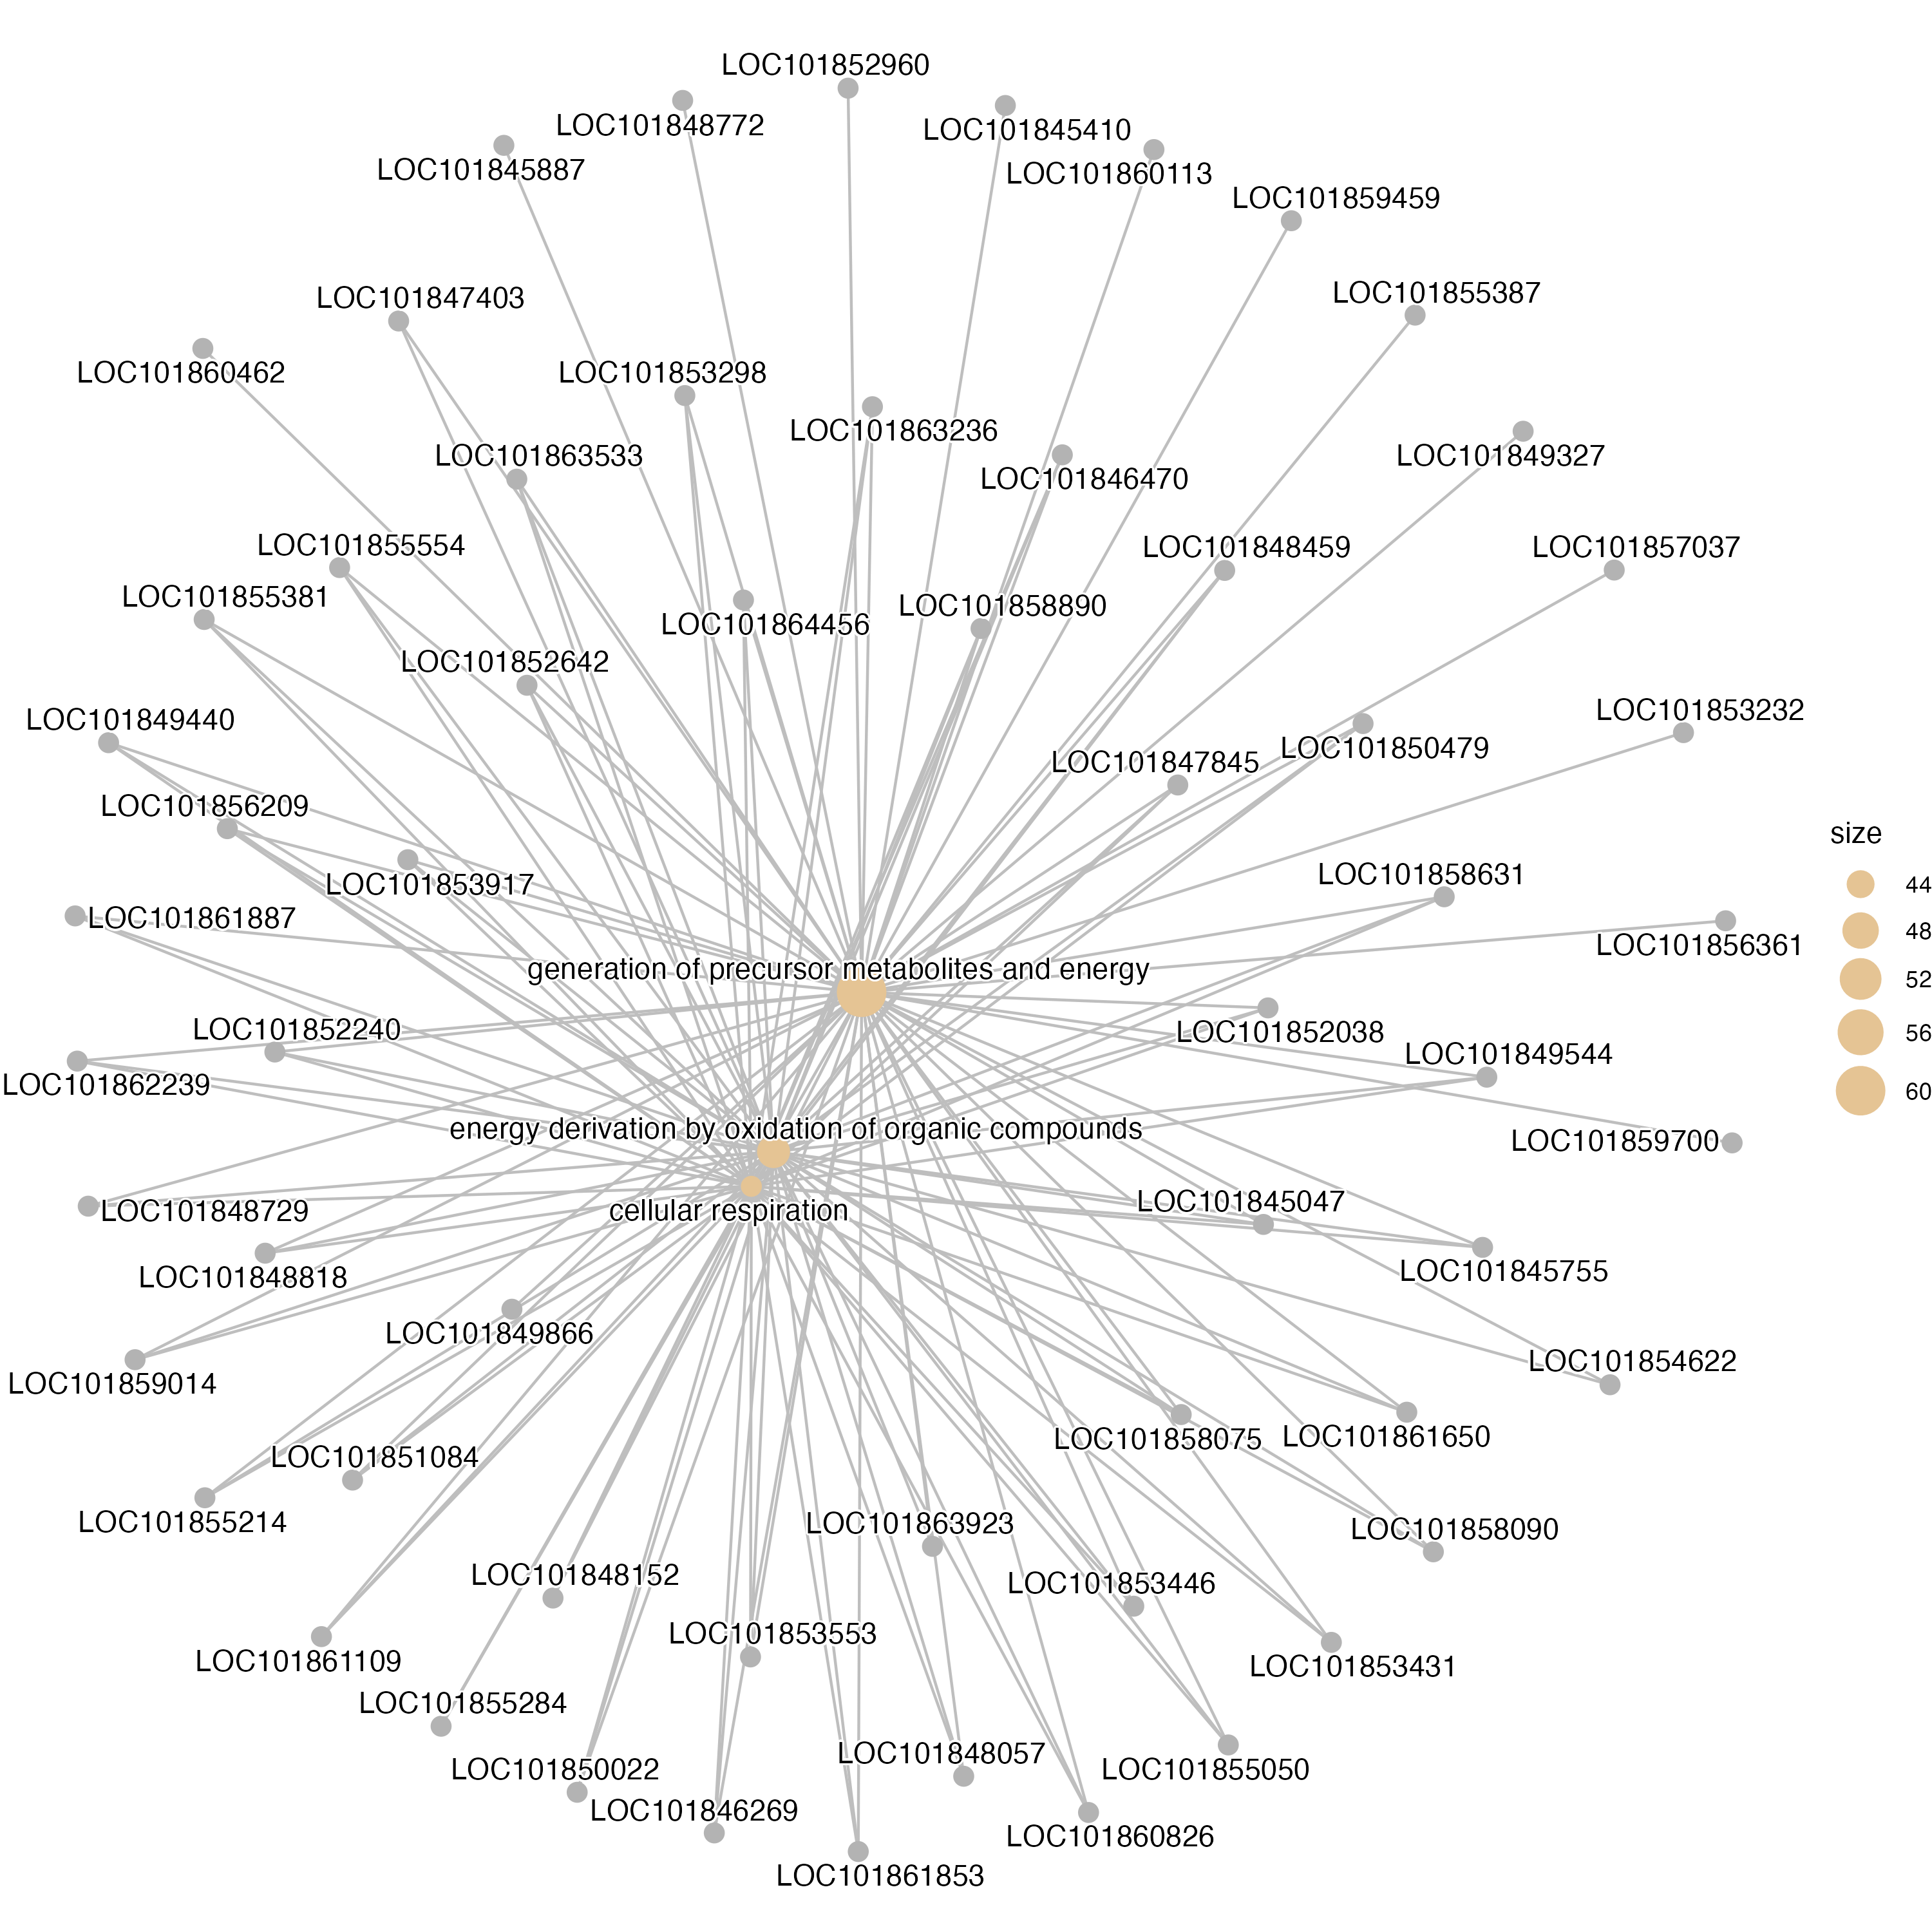 LOC101852960
LOC101848772
LOC101845410
LOC101845887
LOC101860113
LOC101859459
LOC101847403
LOC101855387
LOC101860462
LOC101853298
LOC101863236
LOC101863533
LOC101849327
LOC101846470
LOC101855554
LOC101848459
LOC101857037
LOC101855381
LOC101858890
LOC101864456
LOC101852642
LOC101849440
LOC101853232
LOC101850479
LOC101847845
LOC101856209
size
LOC101858631
LOC101853917
44
LOC101861887
48
LOC101856361
generation of precursor metabolites and energy
52
LOC101852240
LOC101852038
56
LOC101849544
LOC101862239
60
energy derivation by oxidation of organic compounds
LOC101859700
LOC101845047
LOC101848729
cellular respiration
LOC101845755
LOC101848818
LOC101849866
LOC101854622
LOC101859014
LOC101858075
LOC101861650
LOC101851084
LOC101855214
LOC101863923
LOC101858090
LOC101848152
LOC101853446
LOC101853553
LOC101861109
LOC101853431
LOC101855284
LOC101848057
LOC101850022
LOC101855050
LOC101846269
LOC101860826
LOC101861853